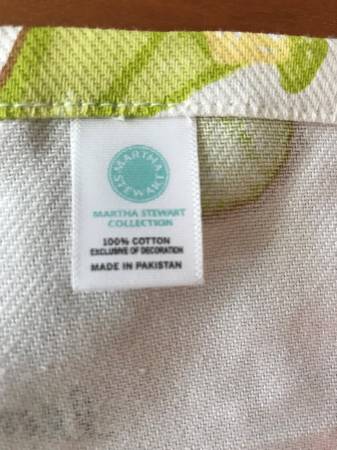 MARTHA
STEWART
MARTHA STEWART
COLLECTION
100% COTTON
EXCLUSIVE OF DECORATION
MADE IN PAKISTAN